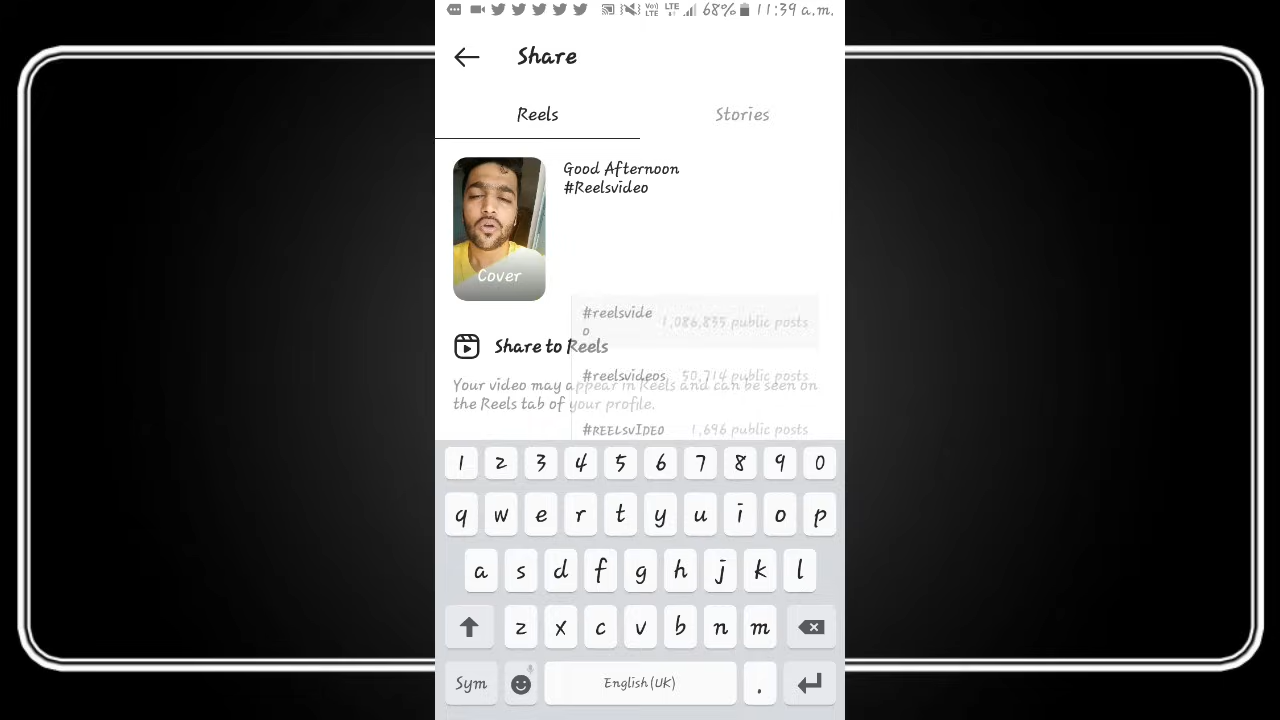 Vo)) LTE LTE 68% 11:39 a.m.
Share
Reels Stories
Good Afternoon
#Reelsvideo
Cover
#reelsvide
o 1,086,835 public posts
Share to Reels
#reelsvideos 50,714 public posts
Your video may appear in Reels and can be seen on
the Reels tab of your profile.
#REELSVIDEO 1,696 public posts
1 2 3 4 5 6 7 8 9 0
q w e r t y u i o p
a s d f g h j k l
z x c v b n m
Sym English(UK) .